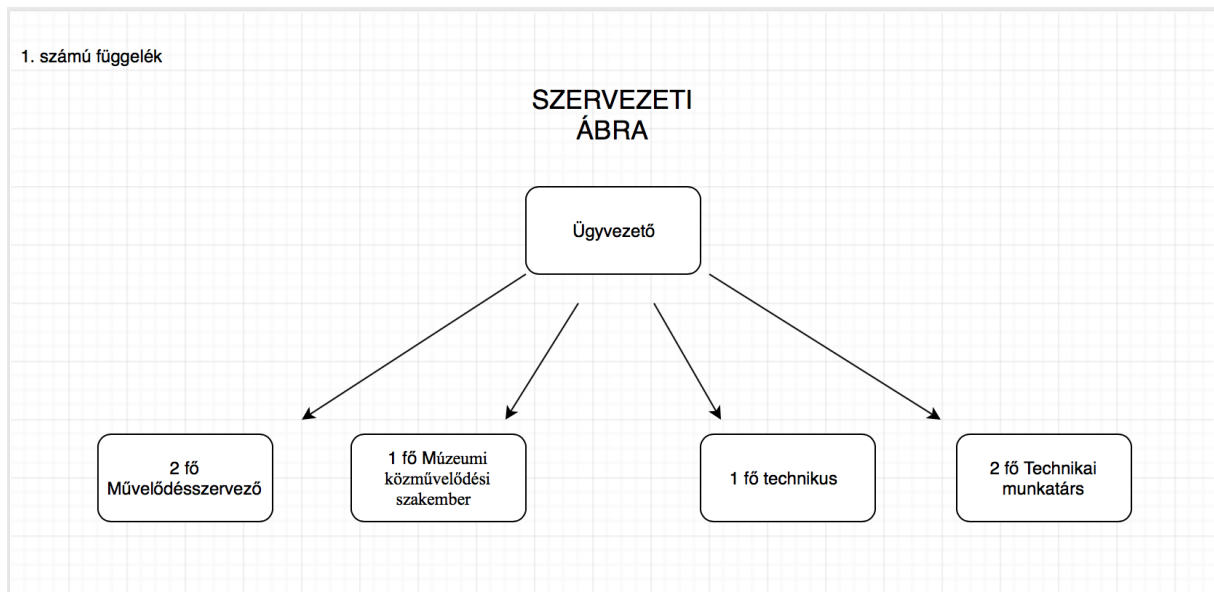 1. számú függelék
SZERVEZETI
ÁBRA
Ügyvezető
2 fő
Művelődésszervező
1 fő Múzeumi
közművelődési
szakember
1 fő technikus
2 fő Technikai
munkatárs